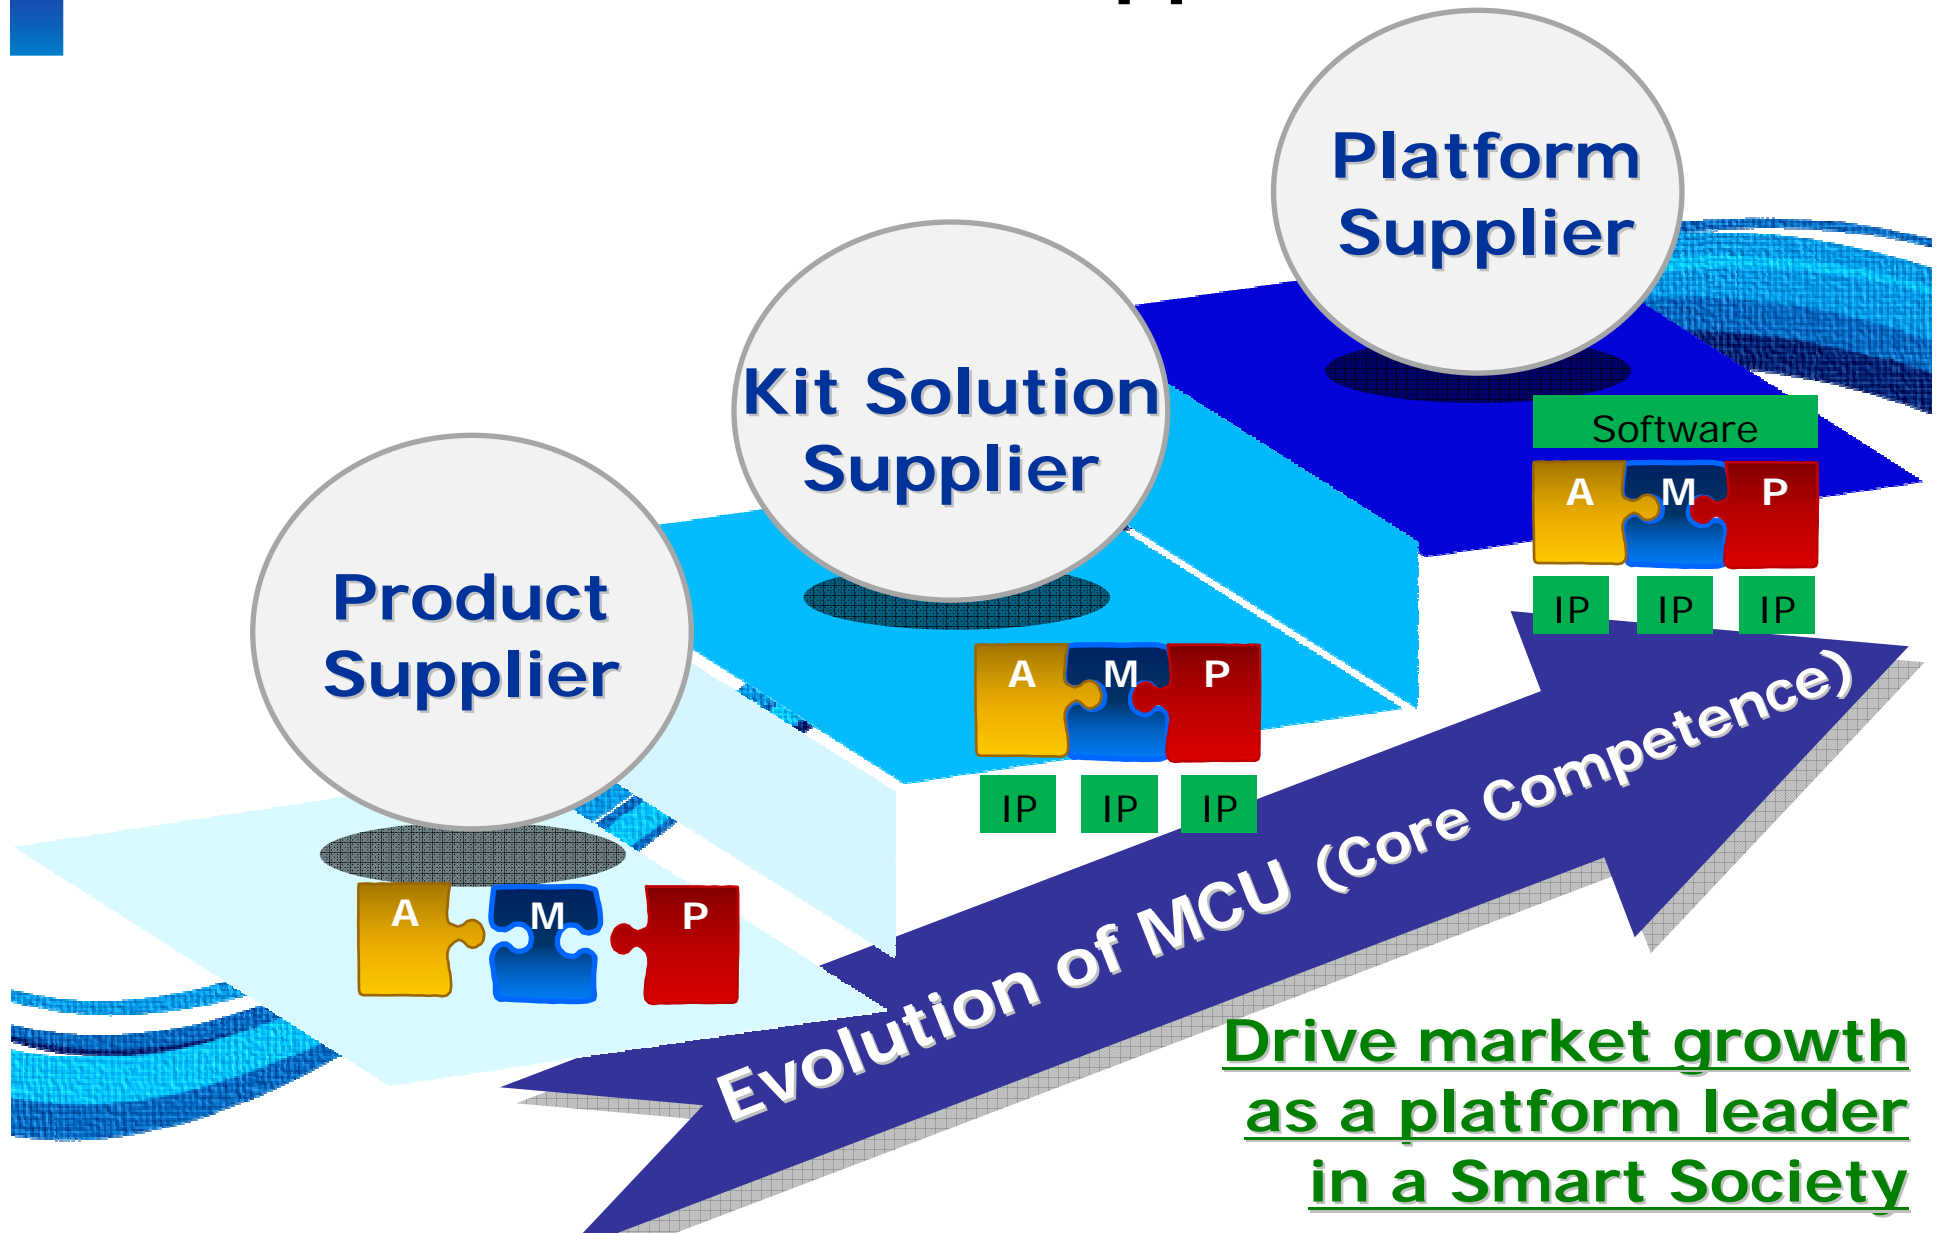 Platform
Supplier
Kit Solution
Supplier
Product
Supplier
Software
A M P
IP IP IP
A M P
IP IP IP
A M P
Evolution of MCU (Core Competence)
Drive market growth
as a platform leader
in a Smart Society